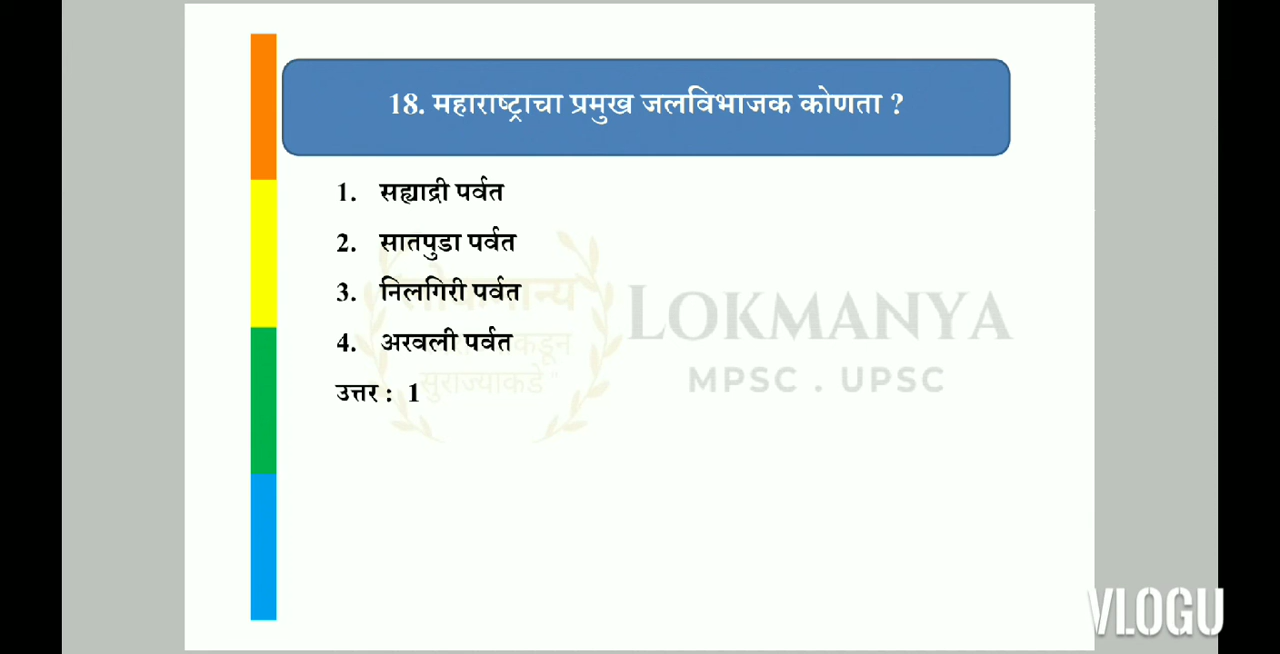 18. महाराष्ट्राचा प्रमुख जलविभाजक कोणता ?
1. सह्याद्री पर्वत
2. सातपुडा पर्वत
3. निलगिरी पर्वत
4. अरवली पर्वत
उत्तर : 1
LOKMANYA
MPSC . UPSC
सुराज्याकडे "
VLOGU